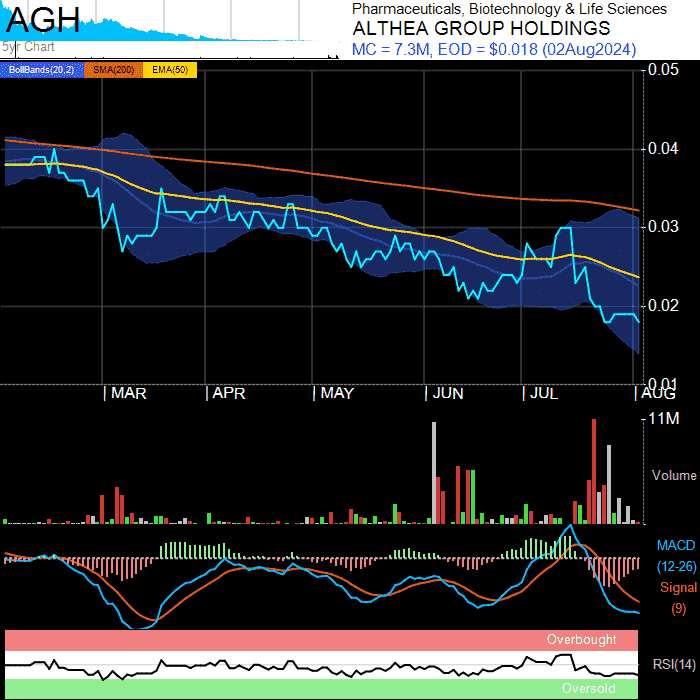 AGH
5yr Chart
Pharmaceuticals, Biotechnology & Life Sciences
ALTHEA GROUP HOLDINGS
MC = 7.3M, EOD = $0.018 (02Aug2024)
BollBands(20,2) SMA(200) EMA(50)
0.05
0.04
0.03
0.02
0.01
MAR APR MAY JUN JUL AUG
11M
Volume
MACD
(12-26)
Signal
(9)
Overbought
RSI(14)
Oversold